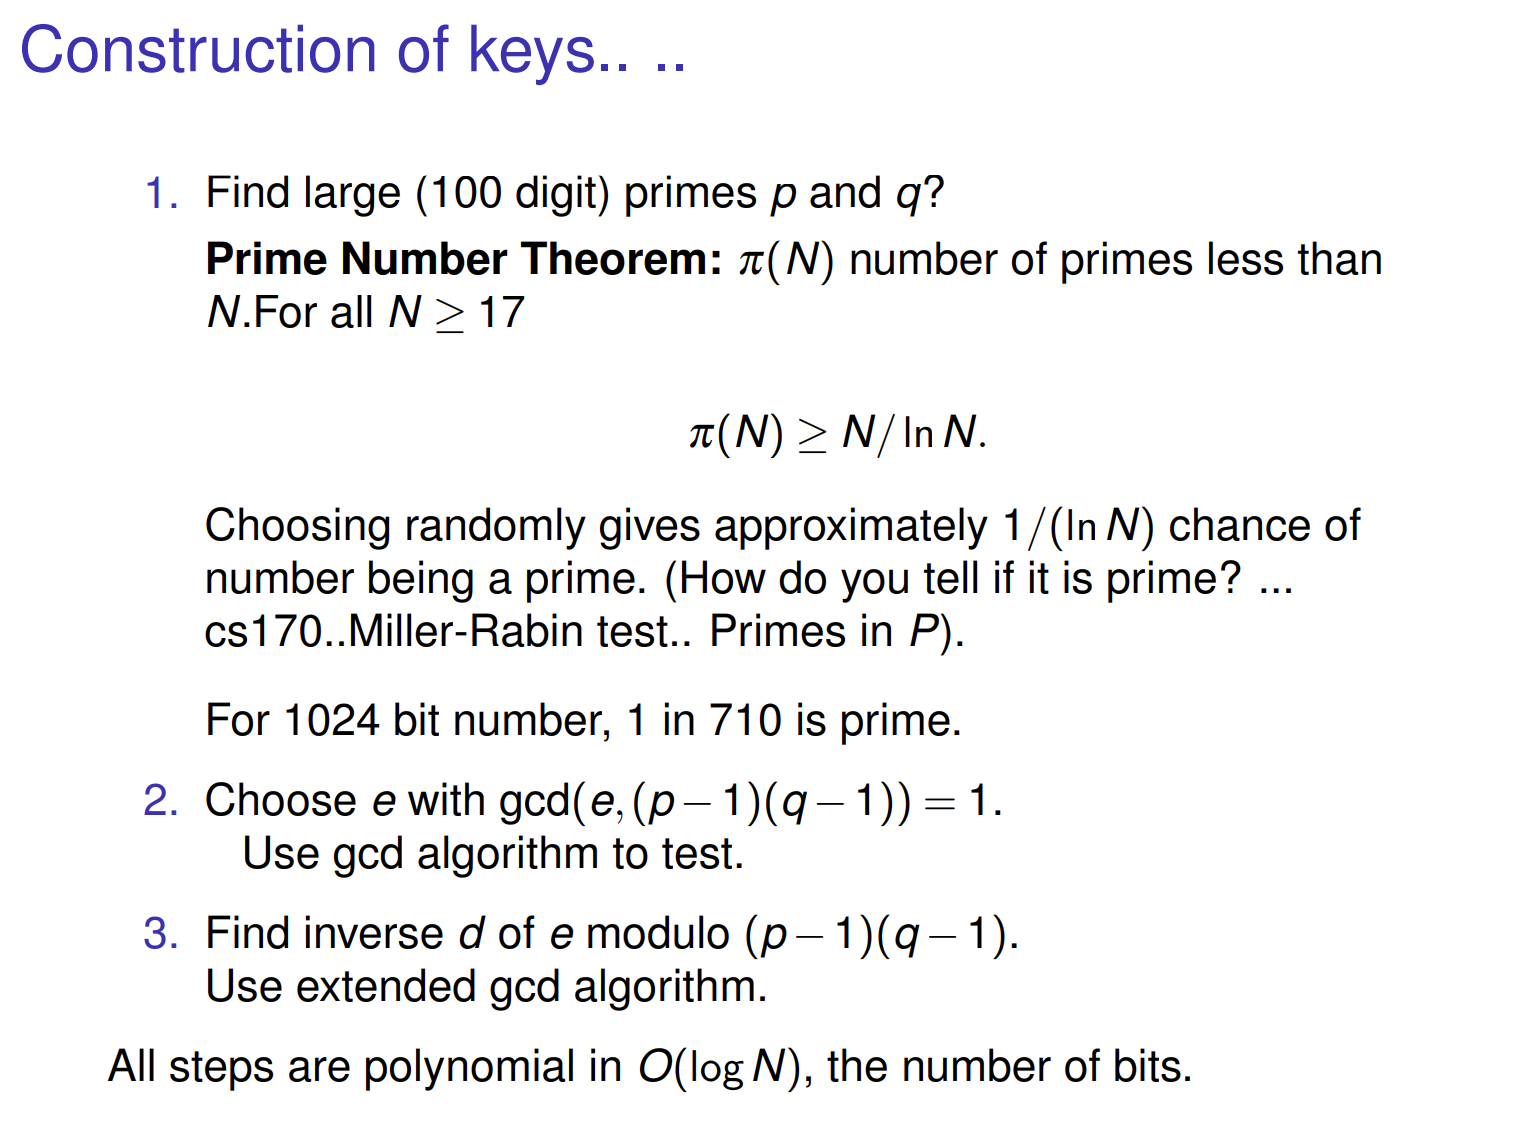 Construction of keys.. ..
1. Find large (100 digit) primes p and q?
Prime Number Theorem: π(N) number of primes less than
N.For all N ≥ 17
π(N) ≥ N/ ln N.
Choosing randomly gives approximately 1/(ln N) chance of
number being a prime. (How do you tell if it is prime? ...
cs170..Miller-Rabin test.. Primes in P).
For 1024 bit number, 1 in 710 is prime.
2. Choose e with gcd(e,(p−1)(q−1)) = 1.
Use gcd algorithm to test.
3. Find inverse d of e modulo (p−1)(q−1).
Use extended gcd algorithm.
All steps are polynomial in O(log N), the number of bits.